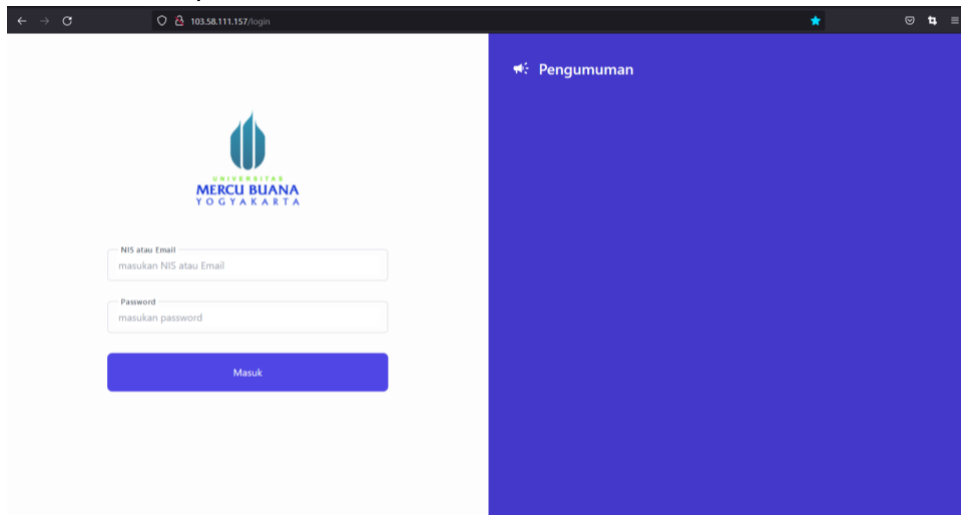 103.58.111.157/login
Pengumuman
UNIVERSITAS
MERCU BUANA
YOGYAKARTA
NIS atau Email
masukan NIS atau Email
Password
masukan password
Masuk